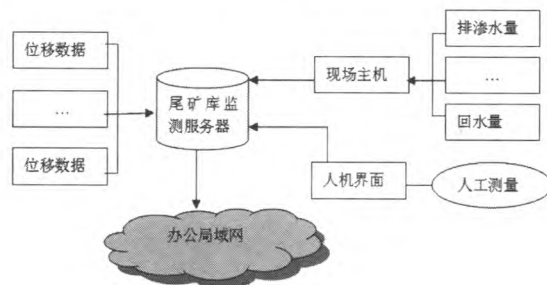 位移数据
…
位移数据
尾矿库监
测服务器
现场主机
排渗水量
…
回水量
人机界面
人工测量
办公局域网